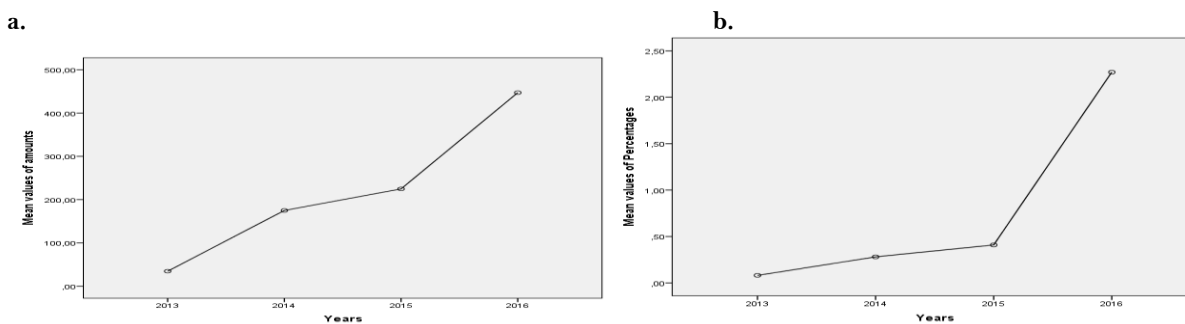 a.
500,00
400,00
300,00
200,00
100,00
,00
Mean values of amounts
2013 2014 2015 2016
Years
b.
2,50
2,00
1,50
1,00
,50
,00
Mean values of Percentages
2013 2014 2015 2016
Years